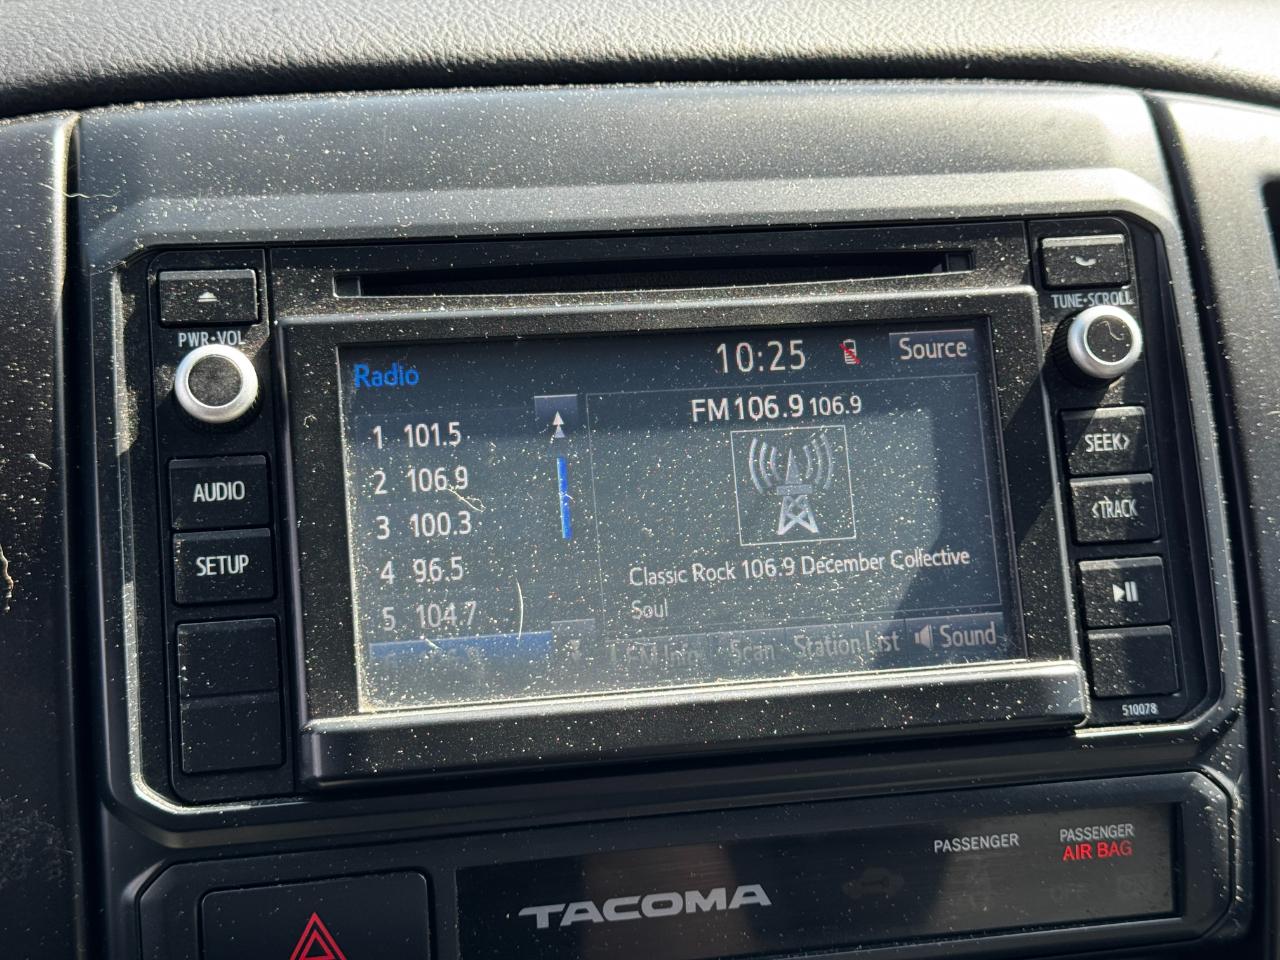 PWR•VOL
AUDIO
SETUP
Radio
10:25
Source
1 101.5
2 106.9
3 100.3
4 96.5
5 104.7
FM 106.9 106.9
Classic Rock 106.9 December Collective
Soul
FM Info
Scan
Station List
Sound
TUNE•SCROLL
SEEK>
<TRACK
510078
PASSENGER
PASSENGER
AIR BAG
TACOMA